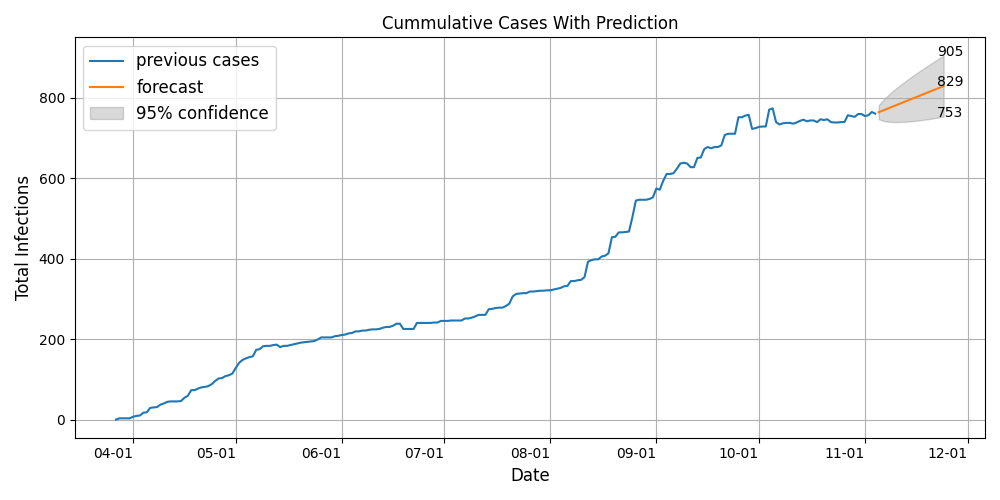 Cummulative Cases With Prediction
previous cases
forecast
95% confidence
905
829
753
800
600
400
200
0
Total Infections
04-01 05-01 06-01 07-01 08-01 09-01 10-01 11-01 12-01
Date